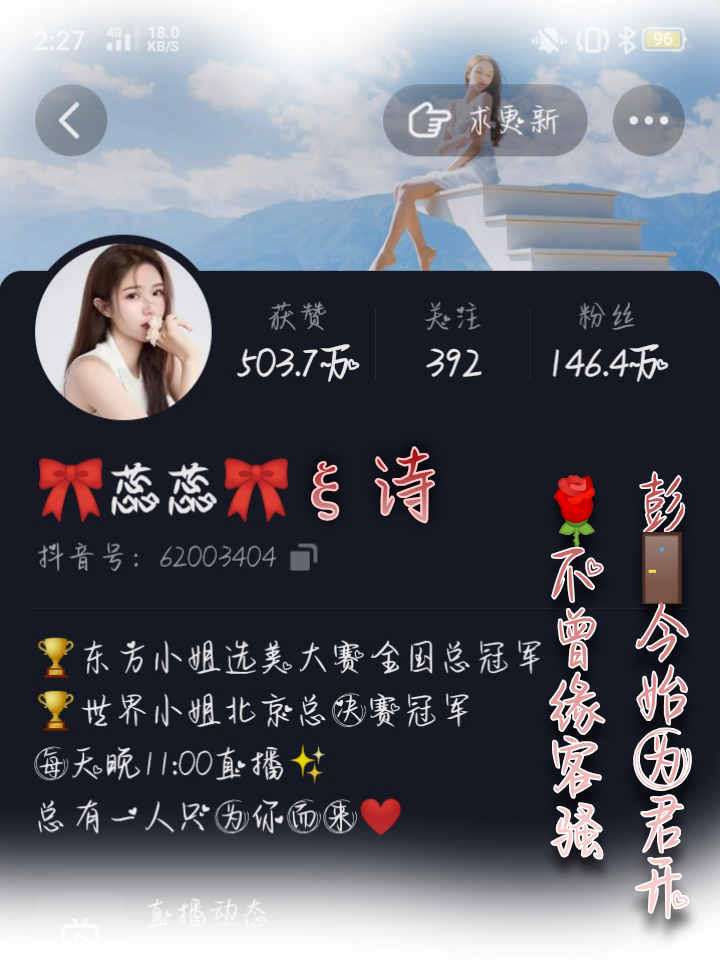 2:27 4G 18.0 KB/S 96
求更新
获赞 关注 粉丝
503.7万 392 146.4万
🎀蕊蕊🎀 ξ 诗
抖音号：62003404
🏆东方小姐选美大赛全国总冠军
🏆世界小姐北京总决赛冠军
每天晚11:00直播✨
总有一人只为你而来❤️
🌹不曾缘客骚
彭🚪今始为君开
直播动态